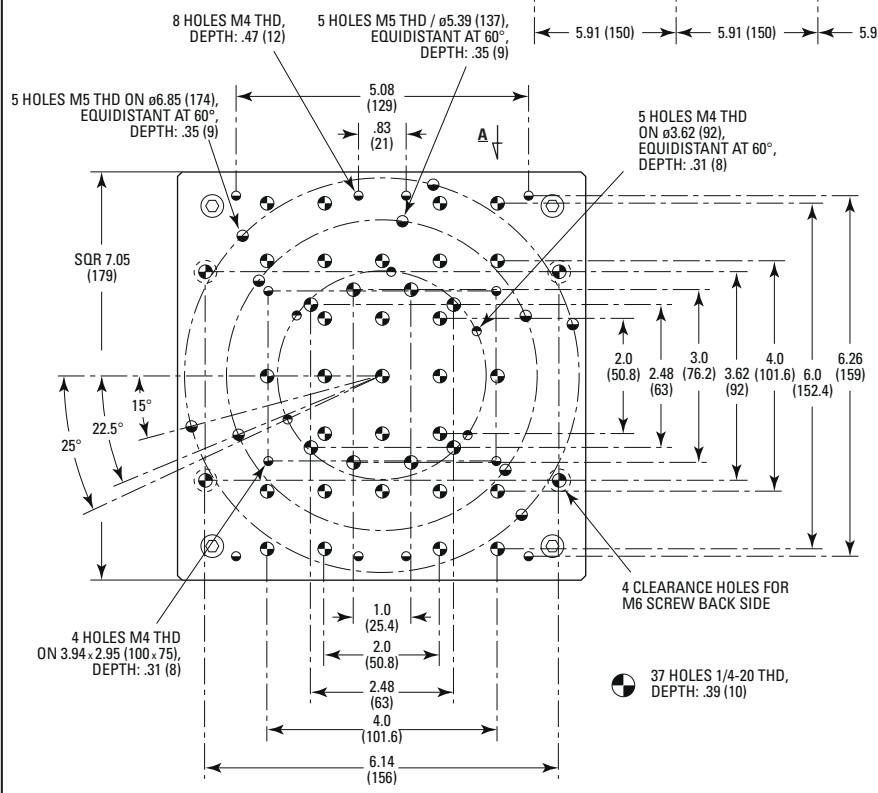 5.91 (150)
5.91 (150)
5.9
8 HOLES M4 THD,
DEPTH: .47 (12)
5 HOLES M5 THD / ø5.39 (137),
EQUIDISTANT AT 60°,
DEPTH: .35 (9)
5 HOLES M5 THD ON ø6.85 (174),
EQUIDISTANT AT 60°,
DEPTH: .35 (9)
5.08
(129)
.83
(21)
A
5 HOLES M4 THD
ON ø3.62 (92),
EQUIDISTANT AT 60°,
DEPTH: .31 (8)
SQR 7.05
(179)
2.0
(50.8)
2.48
(63)
3.0
(76.2)
3.62
(92)
4.0
(101.6)
6.0
(152.4)
6.26
(159)
15°
22.5°
25°
4 CLEARANCE HOLES FOR
M6 SCREW BACK SIDE
4 HOLES M4 THD
ON 3.94 x 2.95 (100 x 75),
DEPTH: .31 (8)
1.0
(25.4)
2.0
(50.8)
2.48
(63)
4.0
(101.6)
6.14
(156)
37 HOLES 1/4-20 THD,
DEPTH: .39 (10)